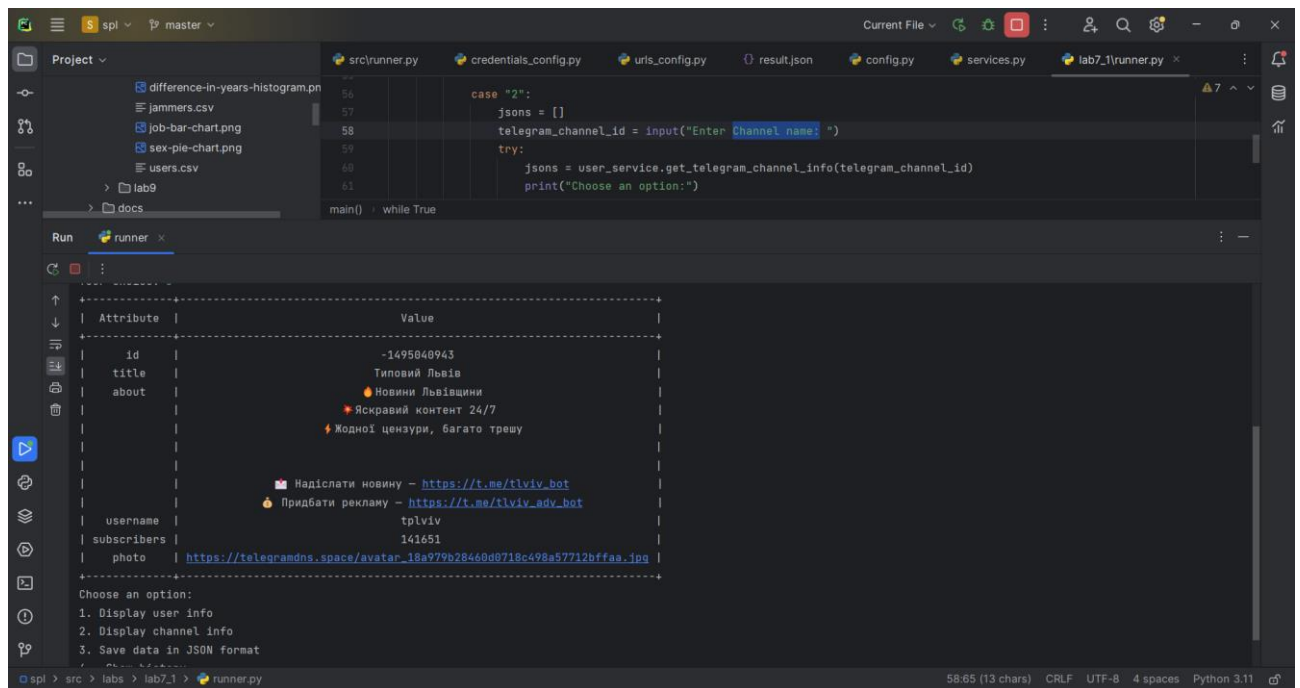 S spl master Current File
Project
src\runner.py credentials_config.py urls_config.py {} result.json config.py services.py lab7_1\runner.py
difference-in-years-histogram.pn
jammers.csv
job-bar-chart.png
sex-pie-chart.png
users.csv
lab9
docs
56 case "2":
57 jsons = []
58 telegram_channel_id = input("Enter Channel name: ")
59 try:
60 jsons = user_service.get_telegram_channel_info(telegram_channel_id)
61 print("Choose an option:")
7
main() › while True
Run runner
+-------------+---------------------------------------------------------------------------+
| Attribute | Value |
+-------------+---------------------------------------------------------------------------+
| id | -1495040943 |
| title | Типовий Львів |
| about | 🔥Новини Львівщини |
| | 💥Яскравий контент 24/7 |
| | ⚡Жодної цензури, багато трешу |
| | |
| | |
| | 📩 Надіслати новину — https://t.me/tlviv_bot |
| | 💰 Придбати рекламу — https://t.me/tlviv_adv_bot |
| username | tplviv |
| subscribers | 141651 |
| photo | https://telegramdns.space/avatar_18a979b28460d0718c498a57712bffaa.jpg |
+-------------+---------------------------------------------------------------------------+
Choose an option:
1. Display user info
2. Display channel info
3. Save data in JSON format
spl › src › labs › lab7_1 › runner.py 58:65 (13 chars) CRLF UTF-8 4 spaces Python 3.11